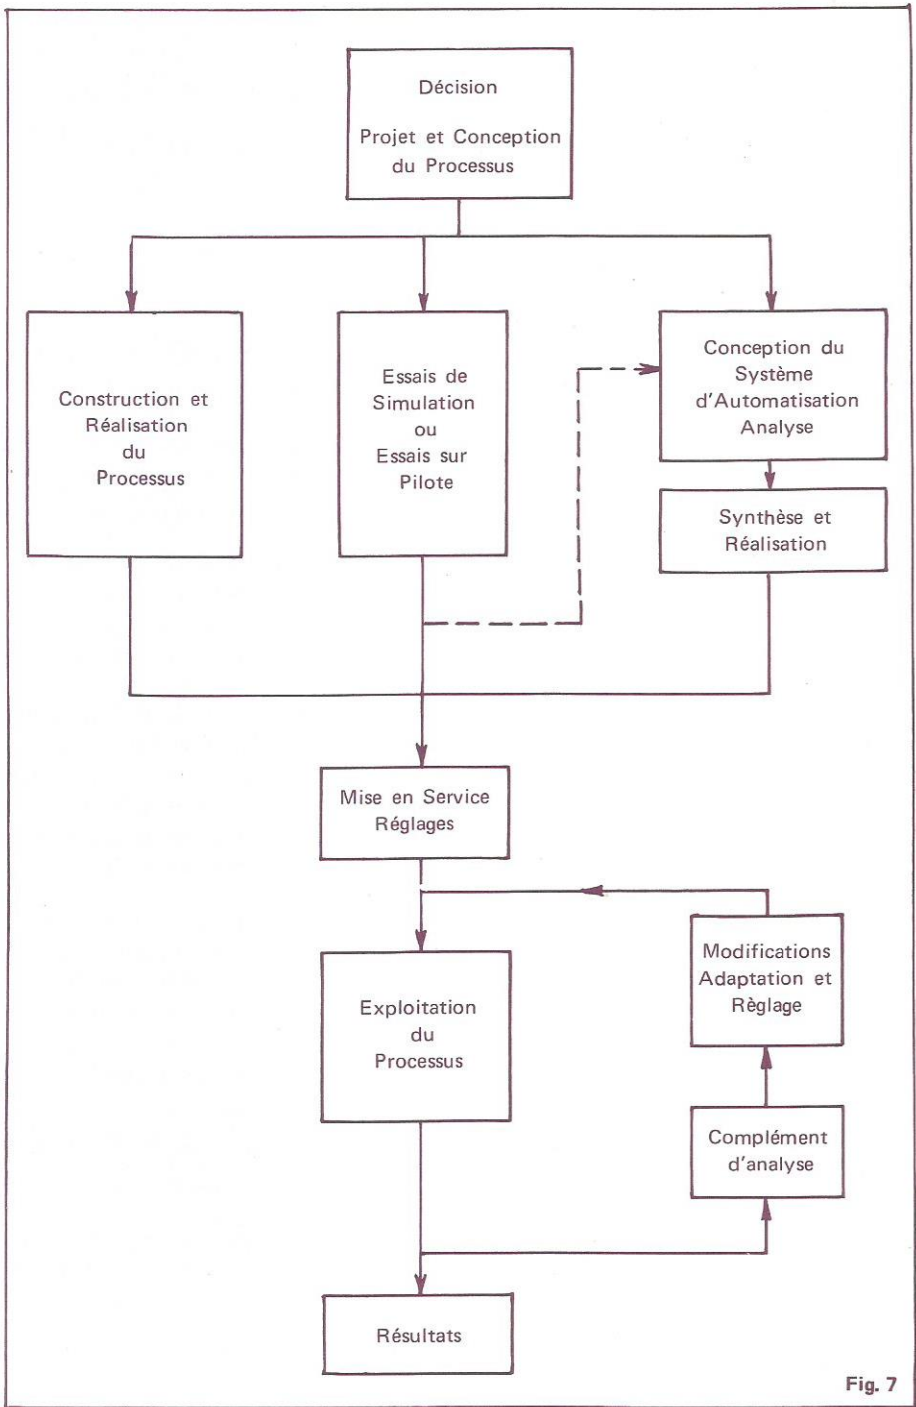 Décision
Projet et Conception
du Processus
Construction et
Réalisation
du
Processus
Essais de
Simulation
ou
Essais sur
Pilote
Conception du
Système
d'Automatisation
Analyse
Synthèse et
Réalisation
Mise en Service
Réglages
Exploitation
du
Processus
Modifications
Adaptation et
Règlage
Complément
d'analyse
Résultats
Fig. 7